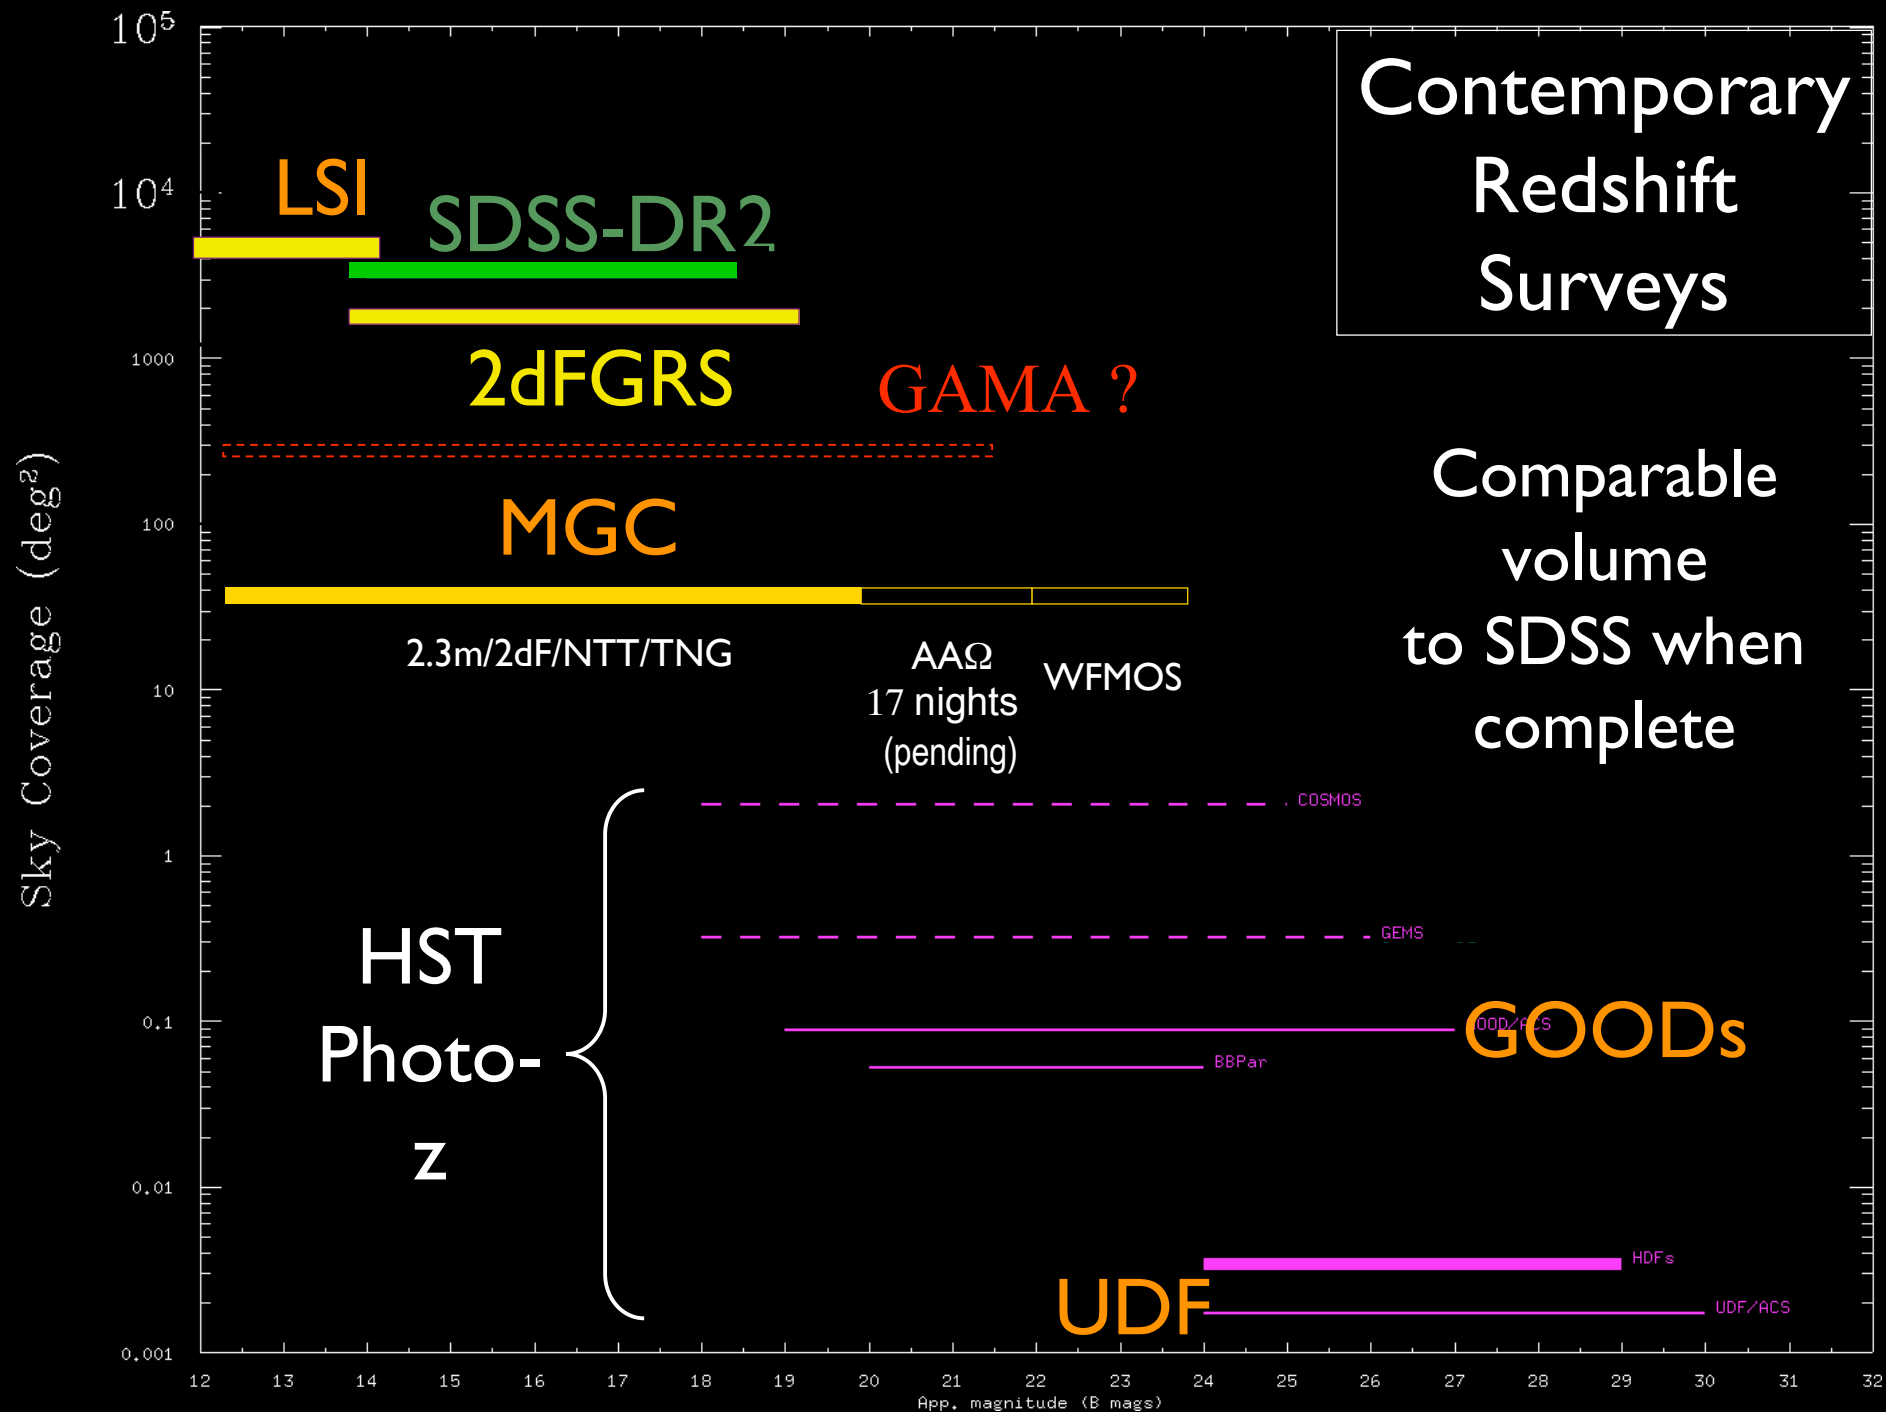 Contemporary
Redshift
Surveys
LSI
SDSS-DR2
2dFGRS
GAMA ?
MGC
Comparable
volume
to SDSS when
complete
2.3m/2dF/NTT/TNG
AAΩ
17 nights
(pending)
WFMOS
COSMOS
GEMS
HST
Photo-
z
GOOD/ACS
GOODs
BBPar
HDFs
UDF
UDF/ACS
Sky Coverage (deg²)
10⁵
10⁴
1000
100
10
1
0.1
0.01
0.001
12 13 14 15 16 17 18 19 20 21 22 23 24 25 26 27 28 29 30 31 32
App. magnitude (B mags)